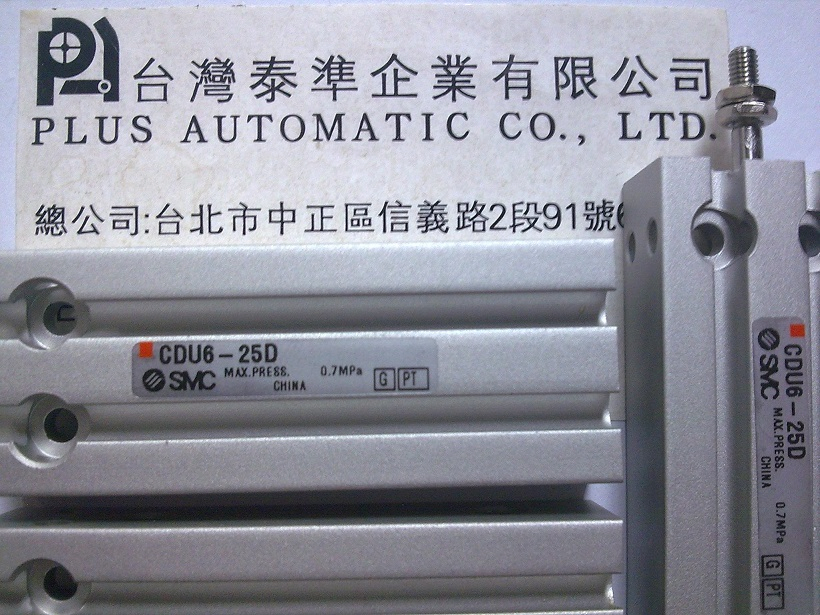 台灣泰準企業有限公司
PLUS AUTOMATIC CO., LTD.
總公司:台北市中正區信義路2段91號
CDU6-25D
SMC MAX.PRESS. 0.7MPa
CHINA
G PT
CDU6-25D
SMC MAX.PRESS. 0.7MPa
CHINA
G PT